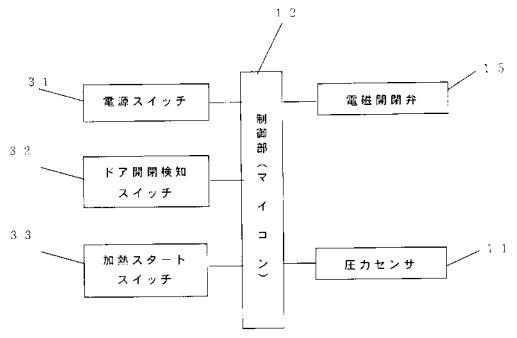 12
31
電源スイッチ
15
電磁開閉弁
32
ドア開閉検知
スイッチ
制御部(マイコン)
33
加熱スタート
スイッチ
11
圧力センサ